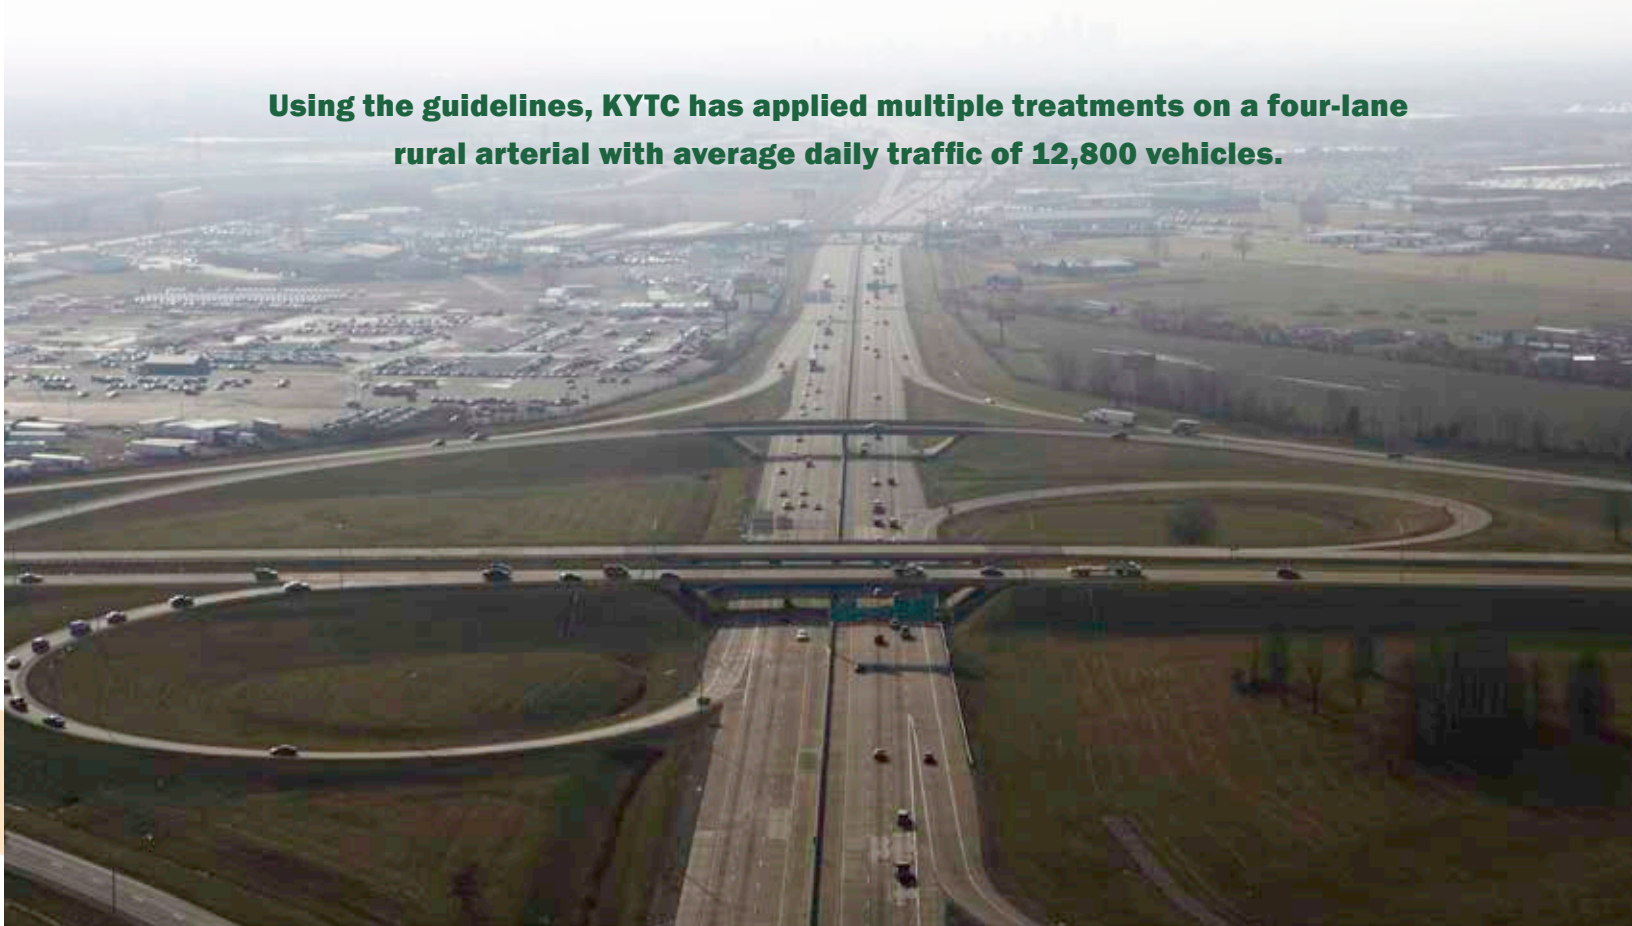 Using the guidelines, KYTC has applied multiple treatments on a four-lane
rural arterial with average daily traffic of 12,800 vehicles.